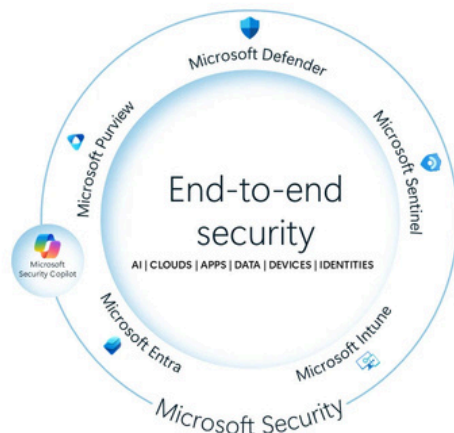 Microsoft Defender
Microsoft Purview
Microsoft Sentinel
End-to-end
security
AI | CLOUDS | APPS | DATA | DEVICES | IDENTITIES
Microsoft
Security Copilot
Microsoft Entra
Microsoft Intune
Microsoft Security